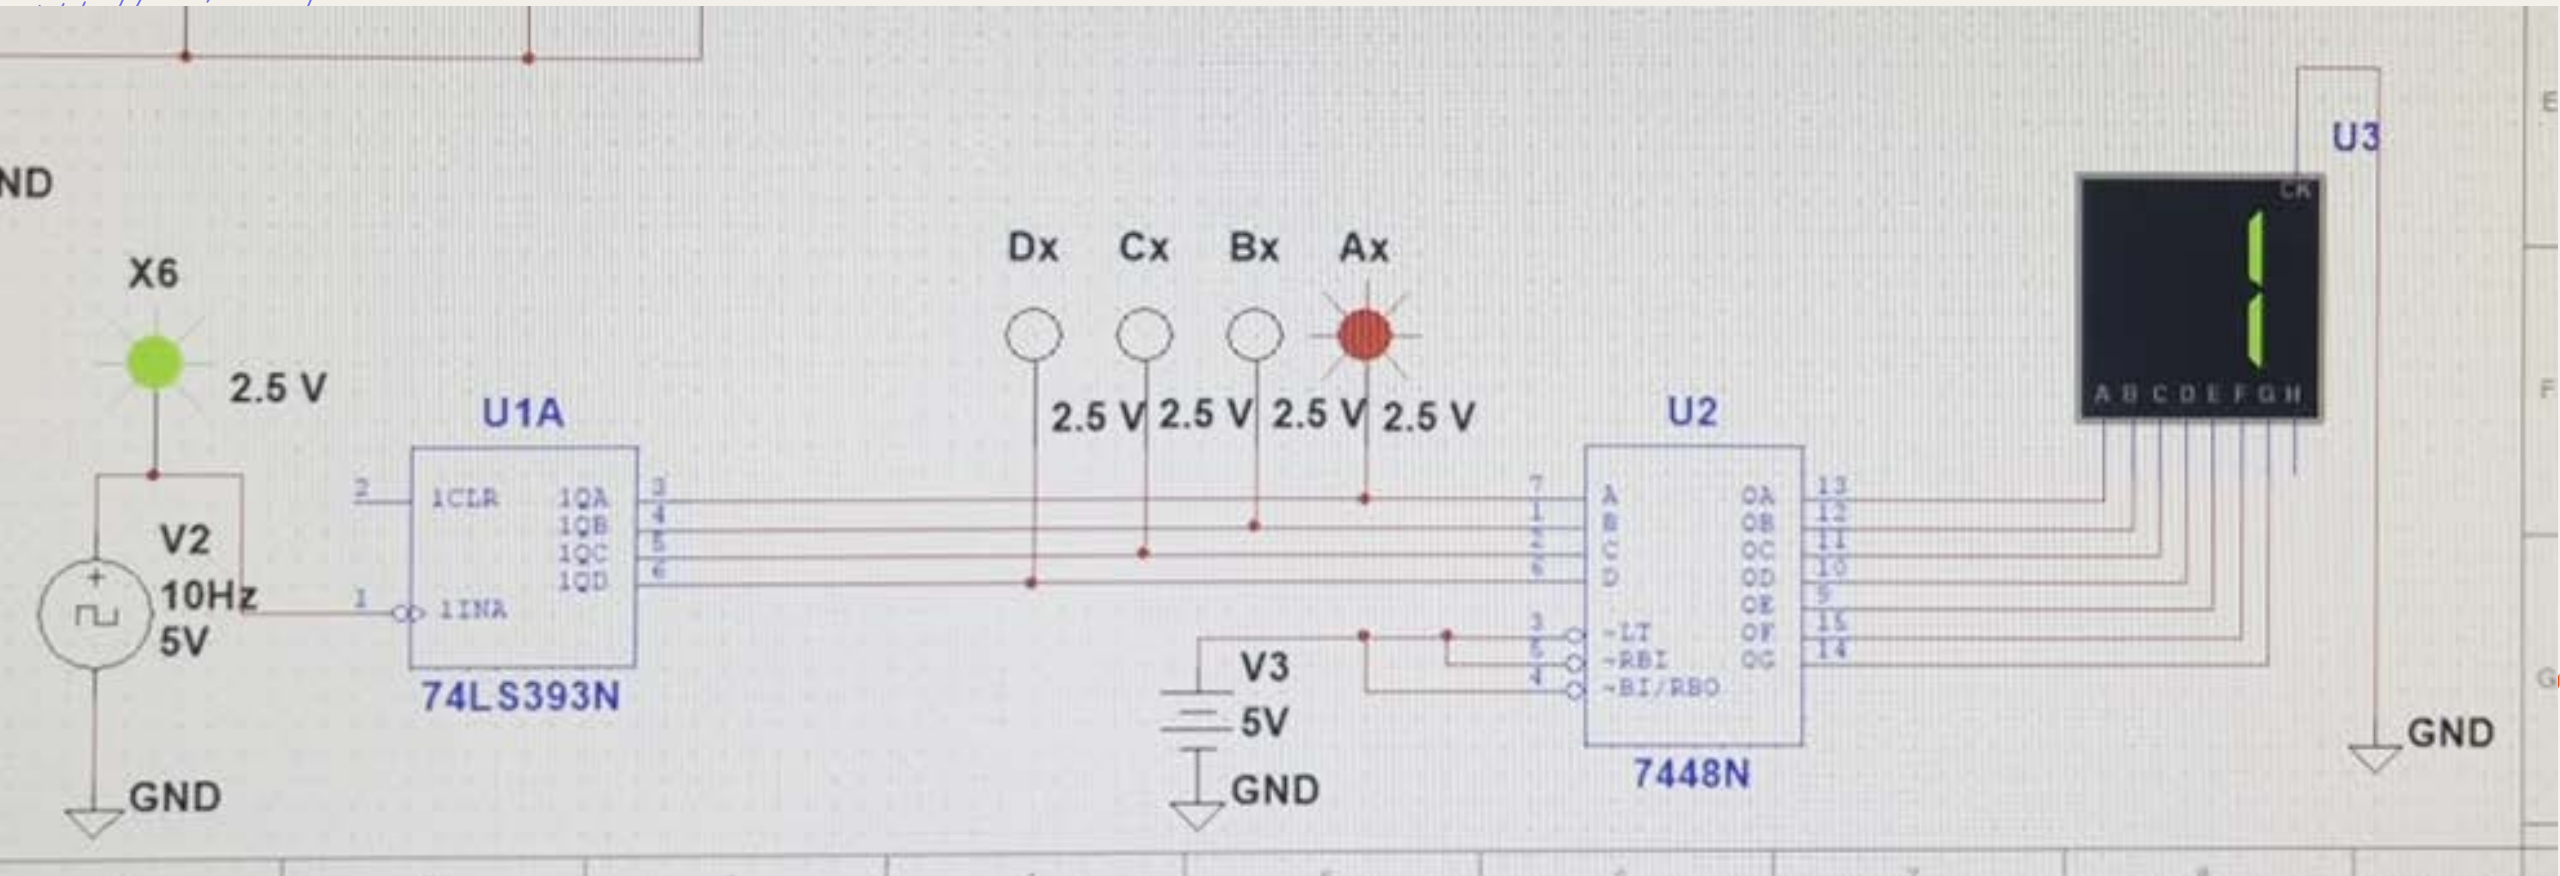 E
U3
ND
CK
Dx Cx Bx Ax
X6
2.5 V
A B C D E F G H
F
U1A
2.5 V 2.5 V 2.5 V 2.5 V
U2
2 1CLR 1QA 3
1QB 4
1QC 5
1QD 6
7 A OA 13
1 B OB 12
2 C OC 11
6 D OD 10
OE 9
V2
10Hz
5V
1 1INA
3 ~LT OF 15
5 ~RBI OG 14
4 ~BI/RBO
V3
5V
G
74LS393N
GND
7448N
GND
GND